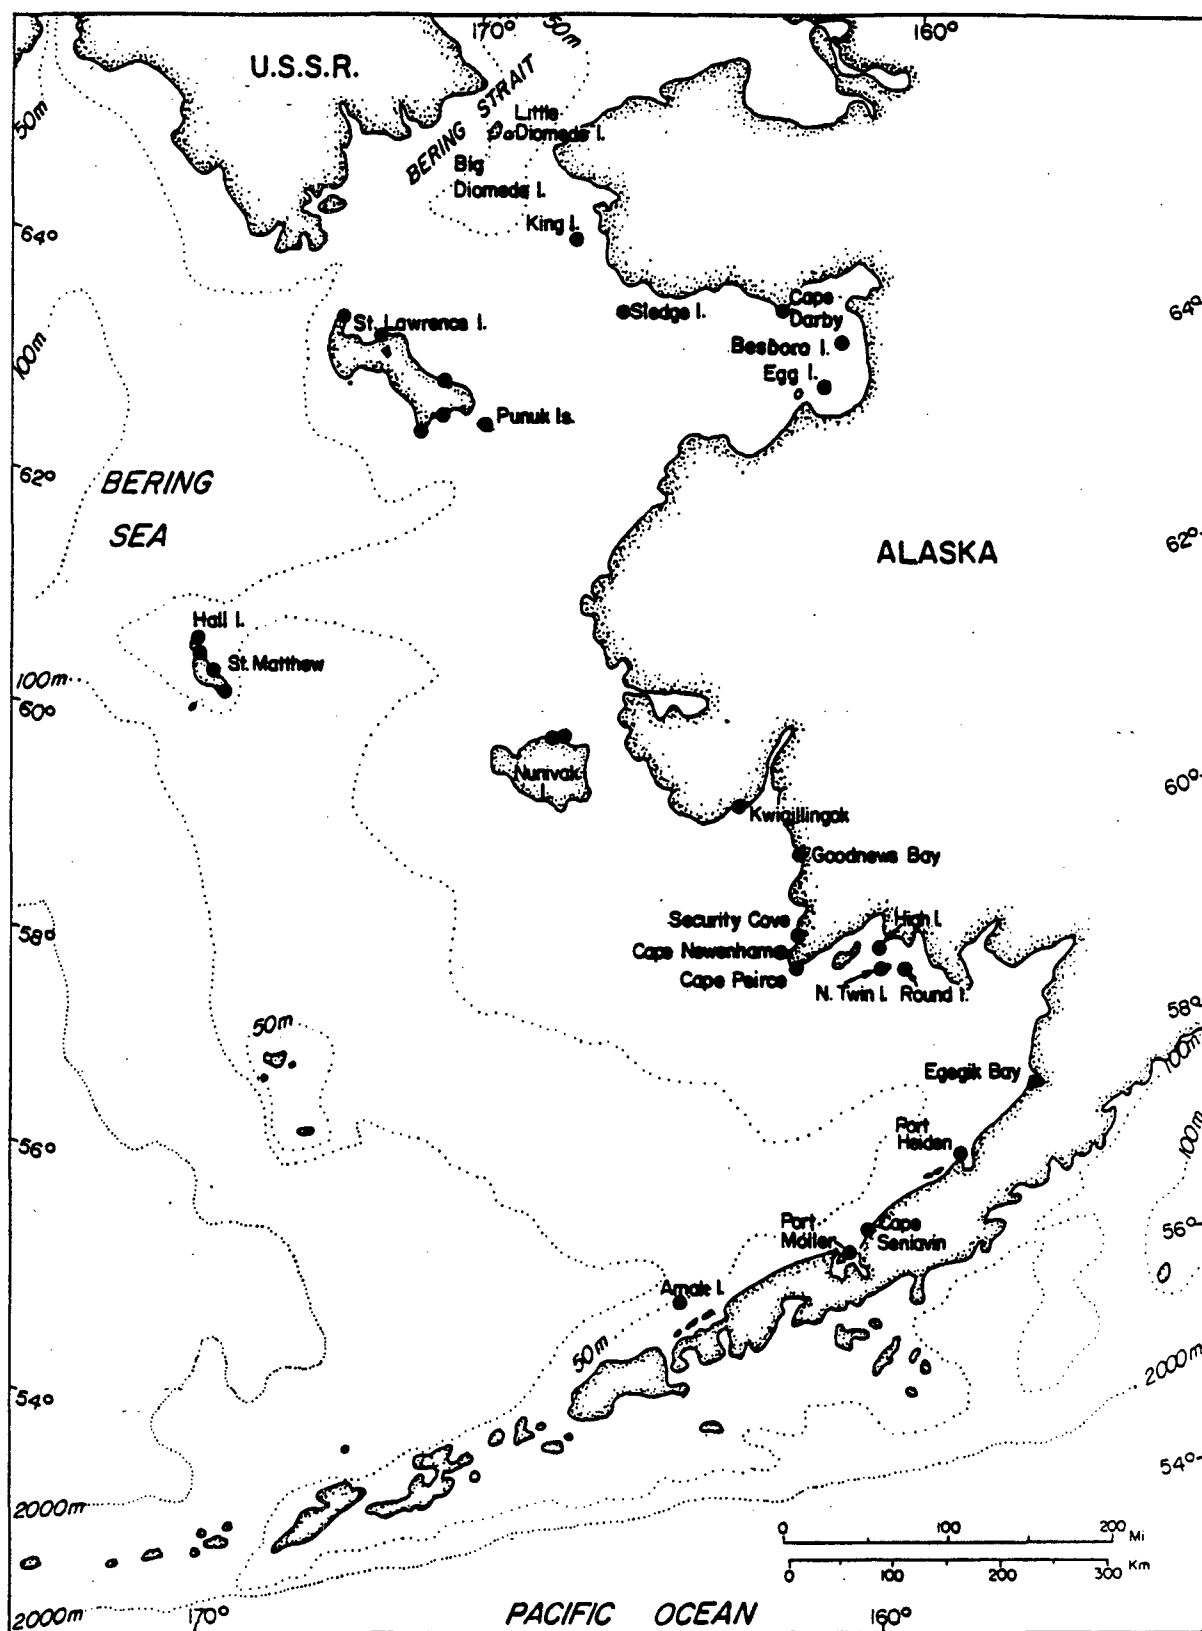 170°
50m
160°
U.S.S.R.
BERING STRAIT
Little
Diomede I.
50m
Big
Diomede I.
King I.
64°
64°
St. Lawrence I.
Sledge I.
Cape
Darby
100m
Besboro I.
Egg I.
Punuk Is.
62°
BERING
SEA
62°
ALASKA
Hall I.
St. Matthew
100m
60°
Nunivak
I.
60°
Kwigillingok
Goodnews Bay
58°
Security Cove
High I.
Cape Newenham
Cape Peirce
N. Twin I.
Round I.
58°
50m
100m
Egegik Bay
56°
Port
Heiden
100m
Port
Moller
Cape
Seniavin
56°
Amak I.
50m
2000m
54°
54°
2000m
0 100 200 Mi
0 100 200 300 Km
2000m
170°
PACIFIC OCEAN
160°